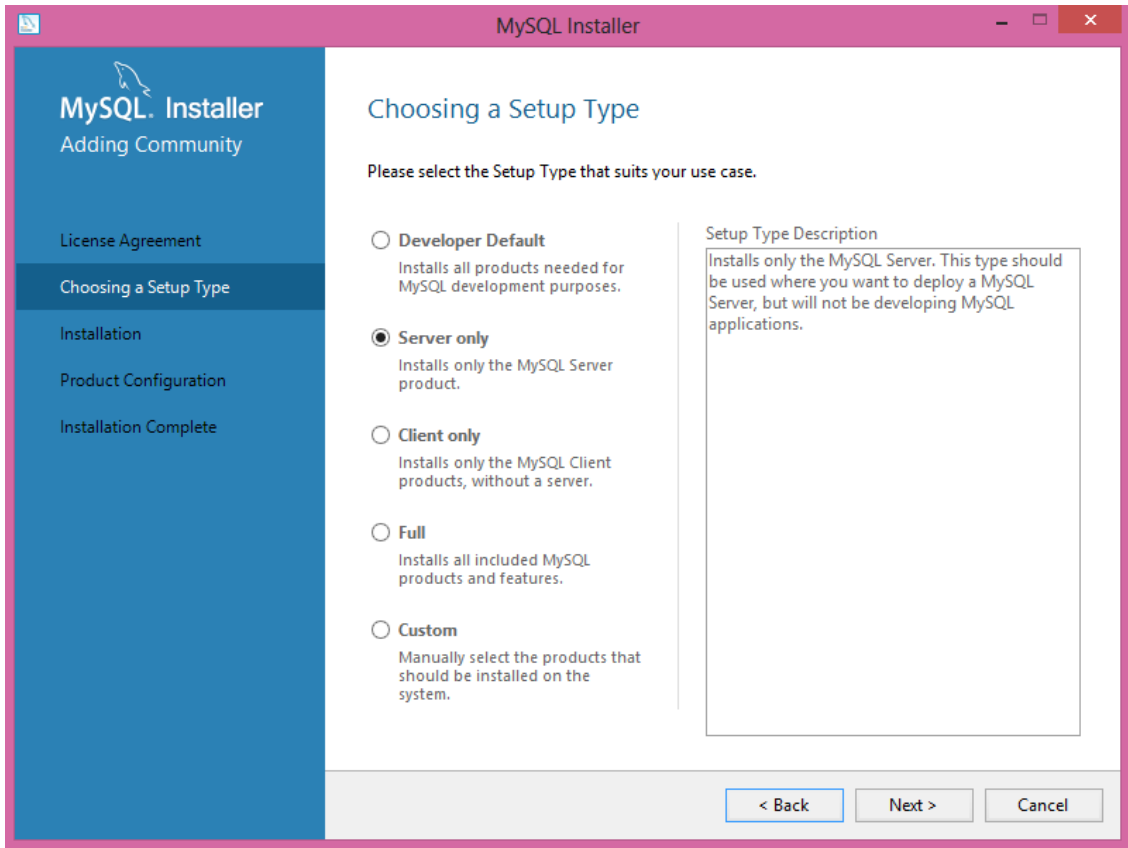 MySQL Installer
MySQL. Installer
Adding Community
License Agreement
Choosing a Setup Type
Installation
Product Configuration
Installation Complete
Choosing a Setup Type
Please select the Setup Type that suits your use case.
Developer Default
Installs all products needed for
MySQL development purposes.
Server only
Installs only the MySQL Server
product.
Client only
Installs only the MySQL Client
products, without a server.
Full
Installs all included MySQL
products and features.
Custom
Manually select the products that
should be installed on the
system.
Setup Type Description
Installs only the MySQL Server. This type should
be used where you want to deploy a MySQL
Server, but will not be developing MySQL
applications.
< Back
Next >
Cancel